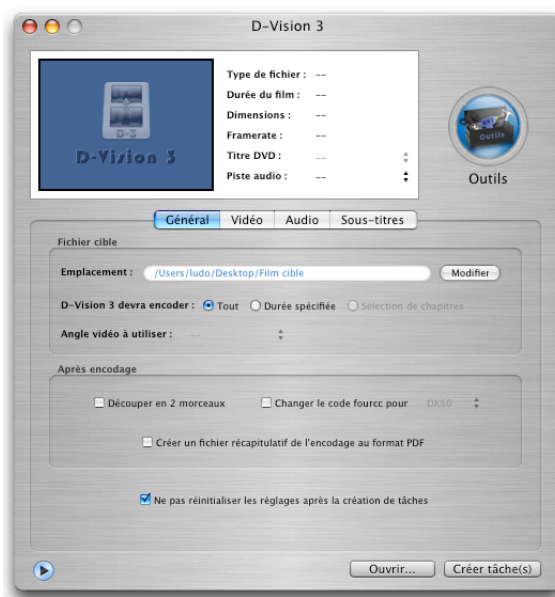 D-Vision 3
Type de fichier : --
Durée du film : --
Dimensions : --
Framerate : --
Titre DVD : --
Piste audio : --
D-3
D-Vision 3
Outils
Outils
Général Vidéo Audio Sous-titres
Fichier cible
Emplacement : /Users/ludo/Desktop/Film cible Modifier
D-Vision 3 devra encoder : Tout Durée spécifiée Sélection de chapitres
Angle vidéo à utiliser : --
Après encodage
Découper en 2 morceaux Changer le code fourcc pour DX50
Créer un fichier récapitulatif de l'encodage au format PDF
Ne pas réinitialiser les réglages après la création de tâches
Ouvrir... Créer tâche(s)